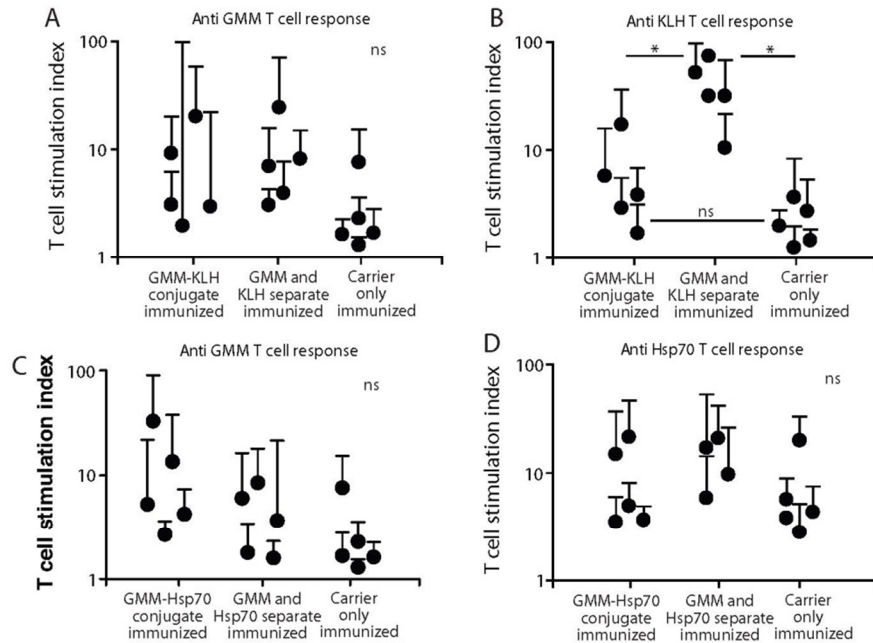 A
Anti GMM T cell response
ns
T cell stimulation index
100
10
1
GMM-KLH
conjugate
immunized
GMM and
KLH separate
immunized
Carrier
only
immunized
B
Anti KLH T cell response
*
*
ns
T cell stimulation index
100
10
1
GMM-KLH
conjugate
immunized
GMM and
KLH separate
immunized
Carrier
only
immunized
C
Anti GMM T cell response
ns
T cell stimulation index
100
10
1
GMM-Hsp70
conjugate
immunized
GMM and
Hsp70 separate
immunized
Carrier
only
immunized
D
Anti Hsp70 T cell response
ns
T cell stimulation index
100
10
1
GMM-Hsp70
conjugate
immunized
GMM and
Hsp70 separate
immunized
Carrier
only
immunized